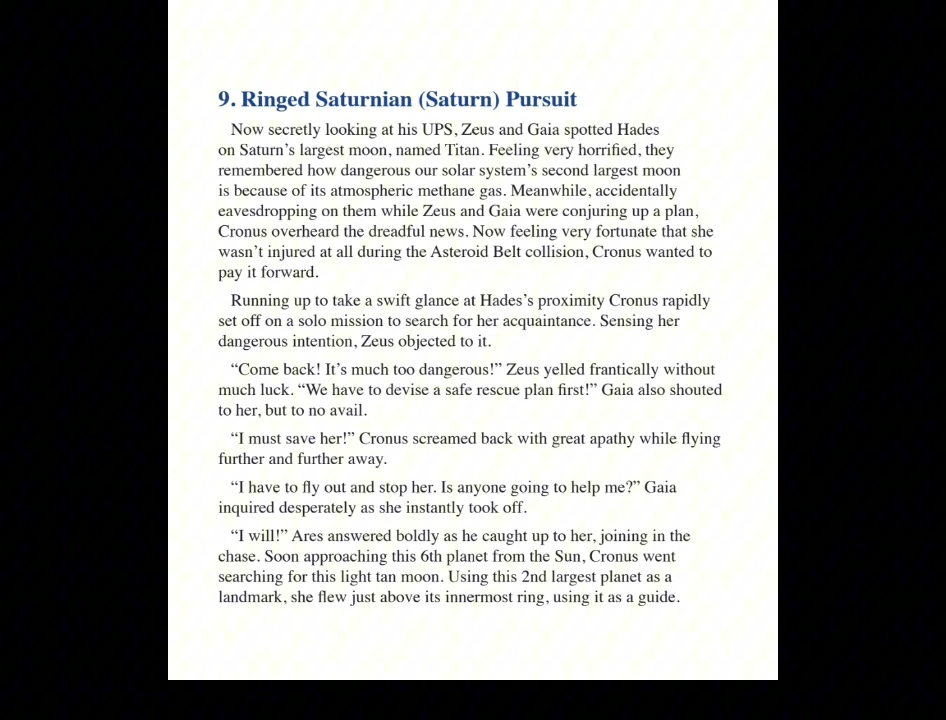 9. Ringed Saturnian (Saturn) Pursuit
Now secretly looking at his UPS, Zeus and Gaia spotted Hades
on Saturn’s largest moon, named Titan. Feeling very horrified, they
remembered how dangerous our solar system’s second largest moon
is because of its atmospheric methane gas. Meanwhile, accidentally
eavesdropping on them while Zeus and Gaia were conjuring up a plan,
Cronus overheard the dreadful news. Now feeling very fortunate that she
wasn’t injured at all during the Asteroid Belt collision, Cronus wanted to
pay it forward.
Running up to take a swift glance at Hades’s proximity Cronus rapidly
set off on a solo mission to search for her acquaintance. Sensing her
dangerous intention, Zeus objected to it.
“Come back! It’s much too dangerous!” Zeus yelled frantically without
much luck. “We have to devise a safe rescue plan first!” Gaia also shouted
to her, but to no avail.
“I must save her!” Cronus screamed back with great apathy while flying
further and further away.
“I have to fly out and stop her. Is anyone going to help me?” Gaia
inquired desperately as she instantly took off.
“I will!” Ares answered boldly as he caught up to her, joining in the
chase. Soon approaching this 6th planet from the Sun, Cronus went
searching for this light tan moon. Using this 2nd largest planet as a
landmark, she flew just above its innermost ring, using it as a guide.